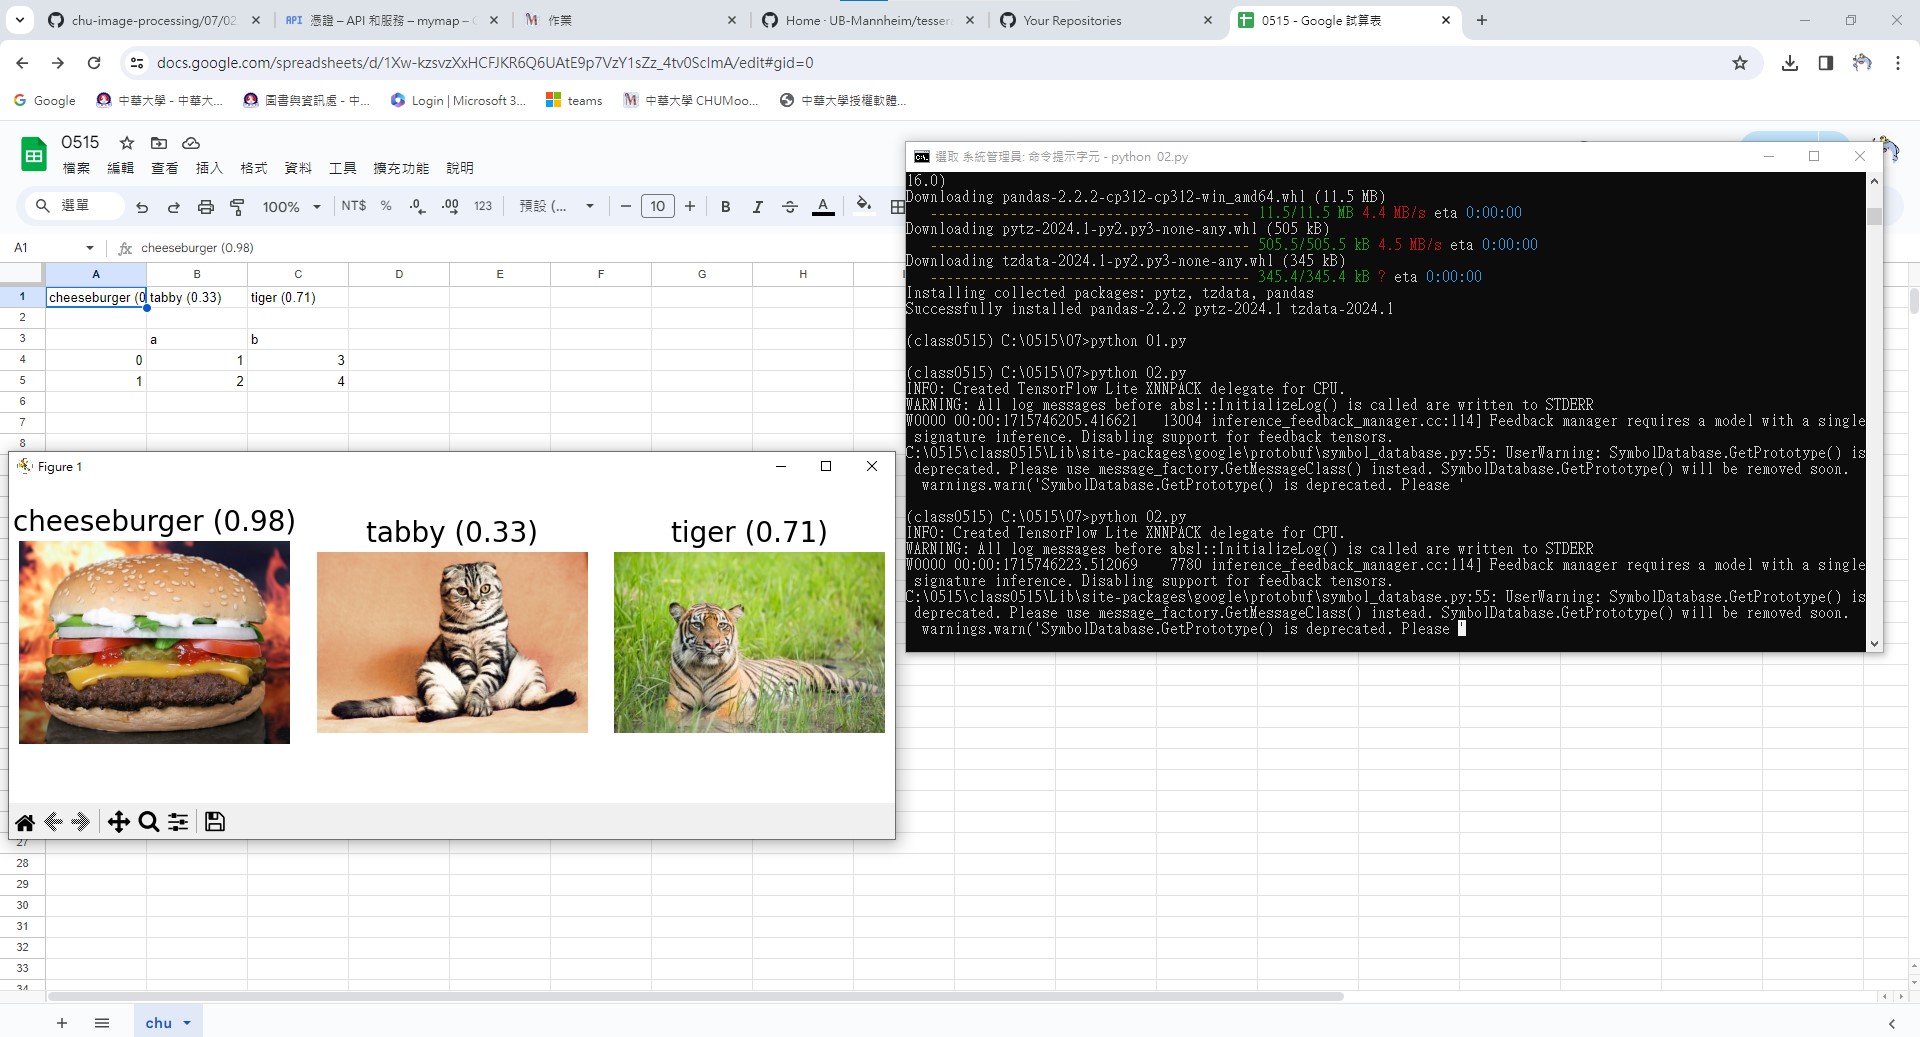 chu-image-processing/07/02
API 憑證 – API 和服務 – mymap – G
M 作業
Home · UB-Mannheim/tessera
Your Repositories
0515 - Google 試算表
docs.google.com/spreadsheets/d/1Xw-kzsvzXxHCFJKR6Q6UAtE9p7VzY1sZz_4tv0ScImA/edit#gid=0
Google
中華大學 - 中華大...
圖書與資訊處 - 中...
Login | Microsoft 3...
teams
中華大學 CHUMoo...
中華大學授權軟體...
0515
檔案 編輯 查看 插入 格式 資料 工具 擴充功能 說明
選單 100% NT$ % .0 .00 123 預設 (... 10 B I A
A1 fx cheeseburger (0.98)
A B C D E F G H I
1 cheeseburger (0 tabby (0.33) tiger (0.71)
2
3 a b
4 0 1 3
5 1 2 4
6
7
8
選取 系統管理員: 命令提示字元 - python 02.py
16.0)
Downloading pandas-2.2.2-cp312-cp312-win_amd64.whl (11.5 MB)
---------------------------------------- 11.5/11.5 MB 4.4 MB/s eta 0:00:00
Downloading pytz-2024.1-py2.py3-none-any.whl (505 kB)
---------------------------------------- 505.5/505.5 kB 4.5 MB/s eta 0:00:00
Downloading tzdata-2024.1-py2.py3-none-any.whl (345 kB)
---------------------------------------- 345.4/345.4 kB ? eta 0:00:00
Installing collected packages: pytz, tzdata, pandas
Successfully installed pandas-2.2.2 pytz-2024.1 tzdata-2024.1
(class0515) C:\0515\07>python 01.py
(class0515) C:\0515\07>python 02.py
INFO: Created TensorFlow Lite XNNPACK delegate for CPU.
WARNING: All log messages before absl::InitializeLog() is called are written to STDERR
W0000 00:00:1715746205.416621   13004 inference_feedback_manager.cc:114] Feedback manager requires a model with a single
signature inference. Disabling support for feedback tensors.
C:\0515\class0515\Lib\site-packages\google\protobuf\symbol_database.py:55: UserWarning: SymbolDatabase.GetPrototype() is
deprecated. Please use message_factory.GetMessageClass() instead. SymbolDatabase.GetPrototype() will be removed soon.
warnings.warn('SymbolDatabase.GetPrototype() is deprecated. Please '
(class0515) C:\0515\07>python 02.py
INFO: Created TensorFlow Lite XNNPACK delegate for CPU.
WARNING: All log messages before absl::InitializeLog() is called are written to STDERR
W0000 00:00:1715746223.512069    7780 inference_feedback_manager.cc:114] Feedback manager requires a model with a single
signature inference. Disabling support for feedback tensors.
C:\0515\class0515\Lib\site-packages\google\protobuf\symbol_database.py:55: UserWarning: SymbolDatabase.GetPrototype() is
deprecated. Please use message_factory.GetMessageClass() instead. SymbolDatabase.GetPrototype() will be removed soon.
warnings.warn('SymbolDatabase.GetPrototype() is deprecated. Please '
Figure 1
cheeseburger (0.98)
tabby (0.33)
tiger (0.71)
27
28
29
30
31
32
33
34
chu